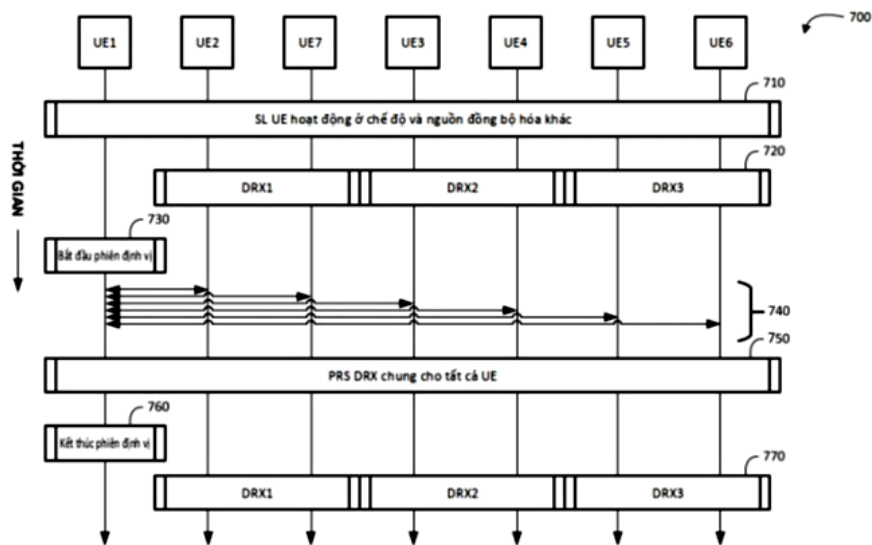 700
UE1 UE2 UE7 UE3 UE4 UE5 UE6
710
SL UE hoạt động ở chế độ và nguồn đồng bộ hóa khác
720
DRX1 DRX2 DRX3
THỜI GIAN
730
Bắt đầu phiên định vị
740
750
PRS DRX chung cho tất cả UE
760
Kết thúc phiên định vị
770
DRX1 DRX2 DRX3